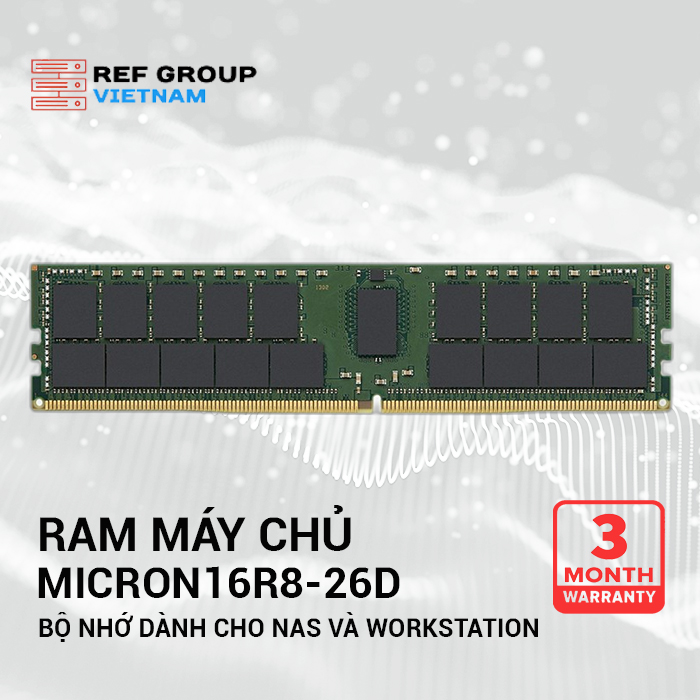 REF GROUP
VIETNAM
RAM MÁY CHỦ
MICRON16R8-26D
BỘ NHỚ DÀNH CHO NAS VÀ WORKSTATION
3
MONTH
WARRANTY